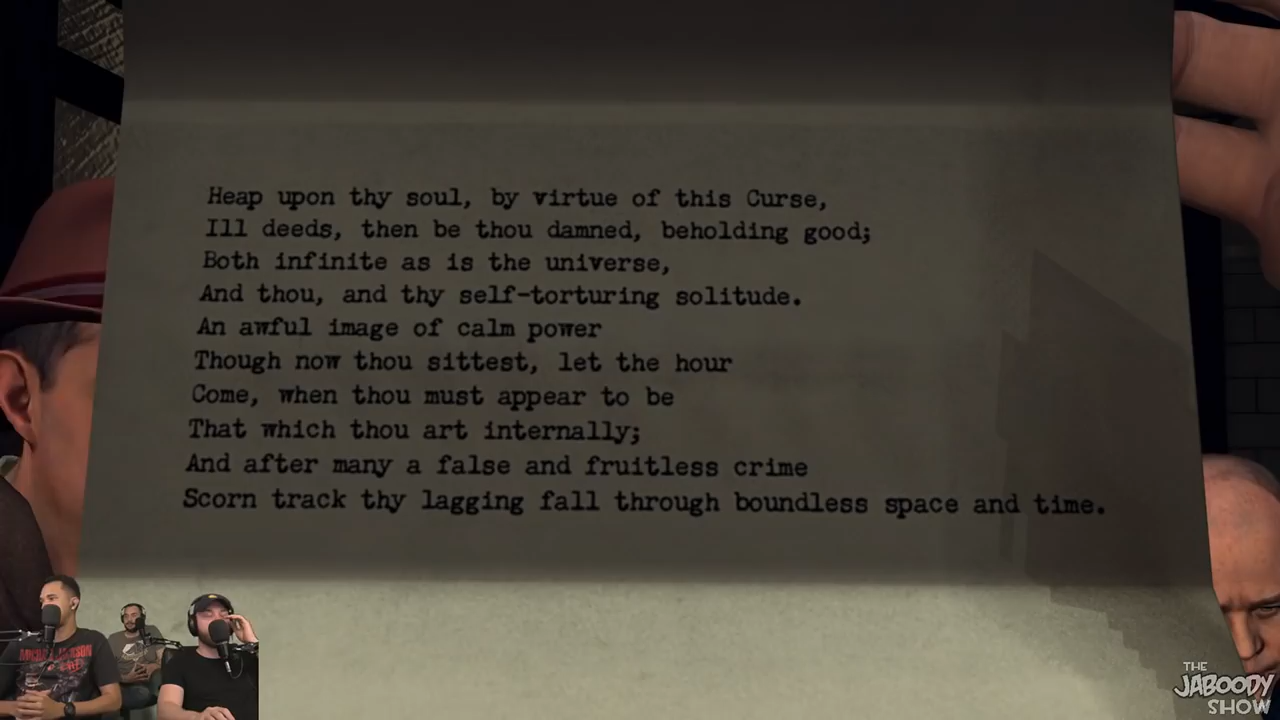 Heap upon thy soul, by virtue of this Curse,
Ill deeds, then be thou damned, beholding good;
Both infinite as is the universe,
And thou, and thy self-torturing solitude.
An awful image of calm power
Though now thou sittest, let the hour
Come, when thou must appear to be
That which thou art internally;
And after many a false and fruitless crime
Scorn track thy lagging fall through boundless space and time.
THE
JABOODY
SHOW